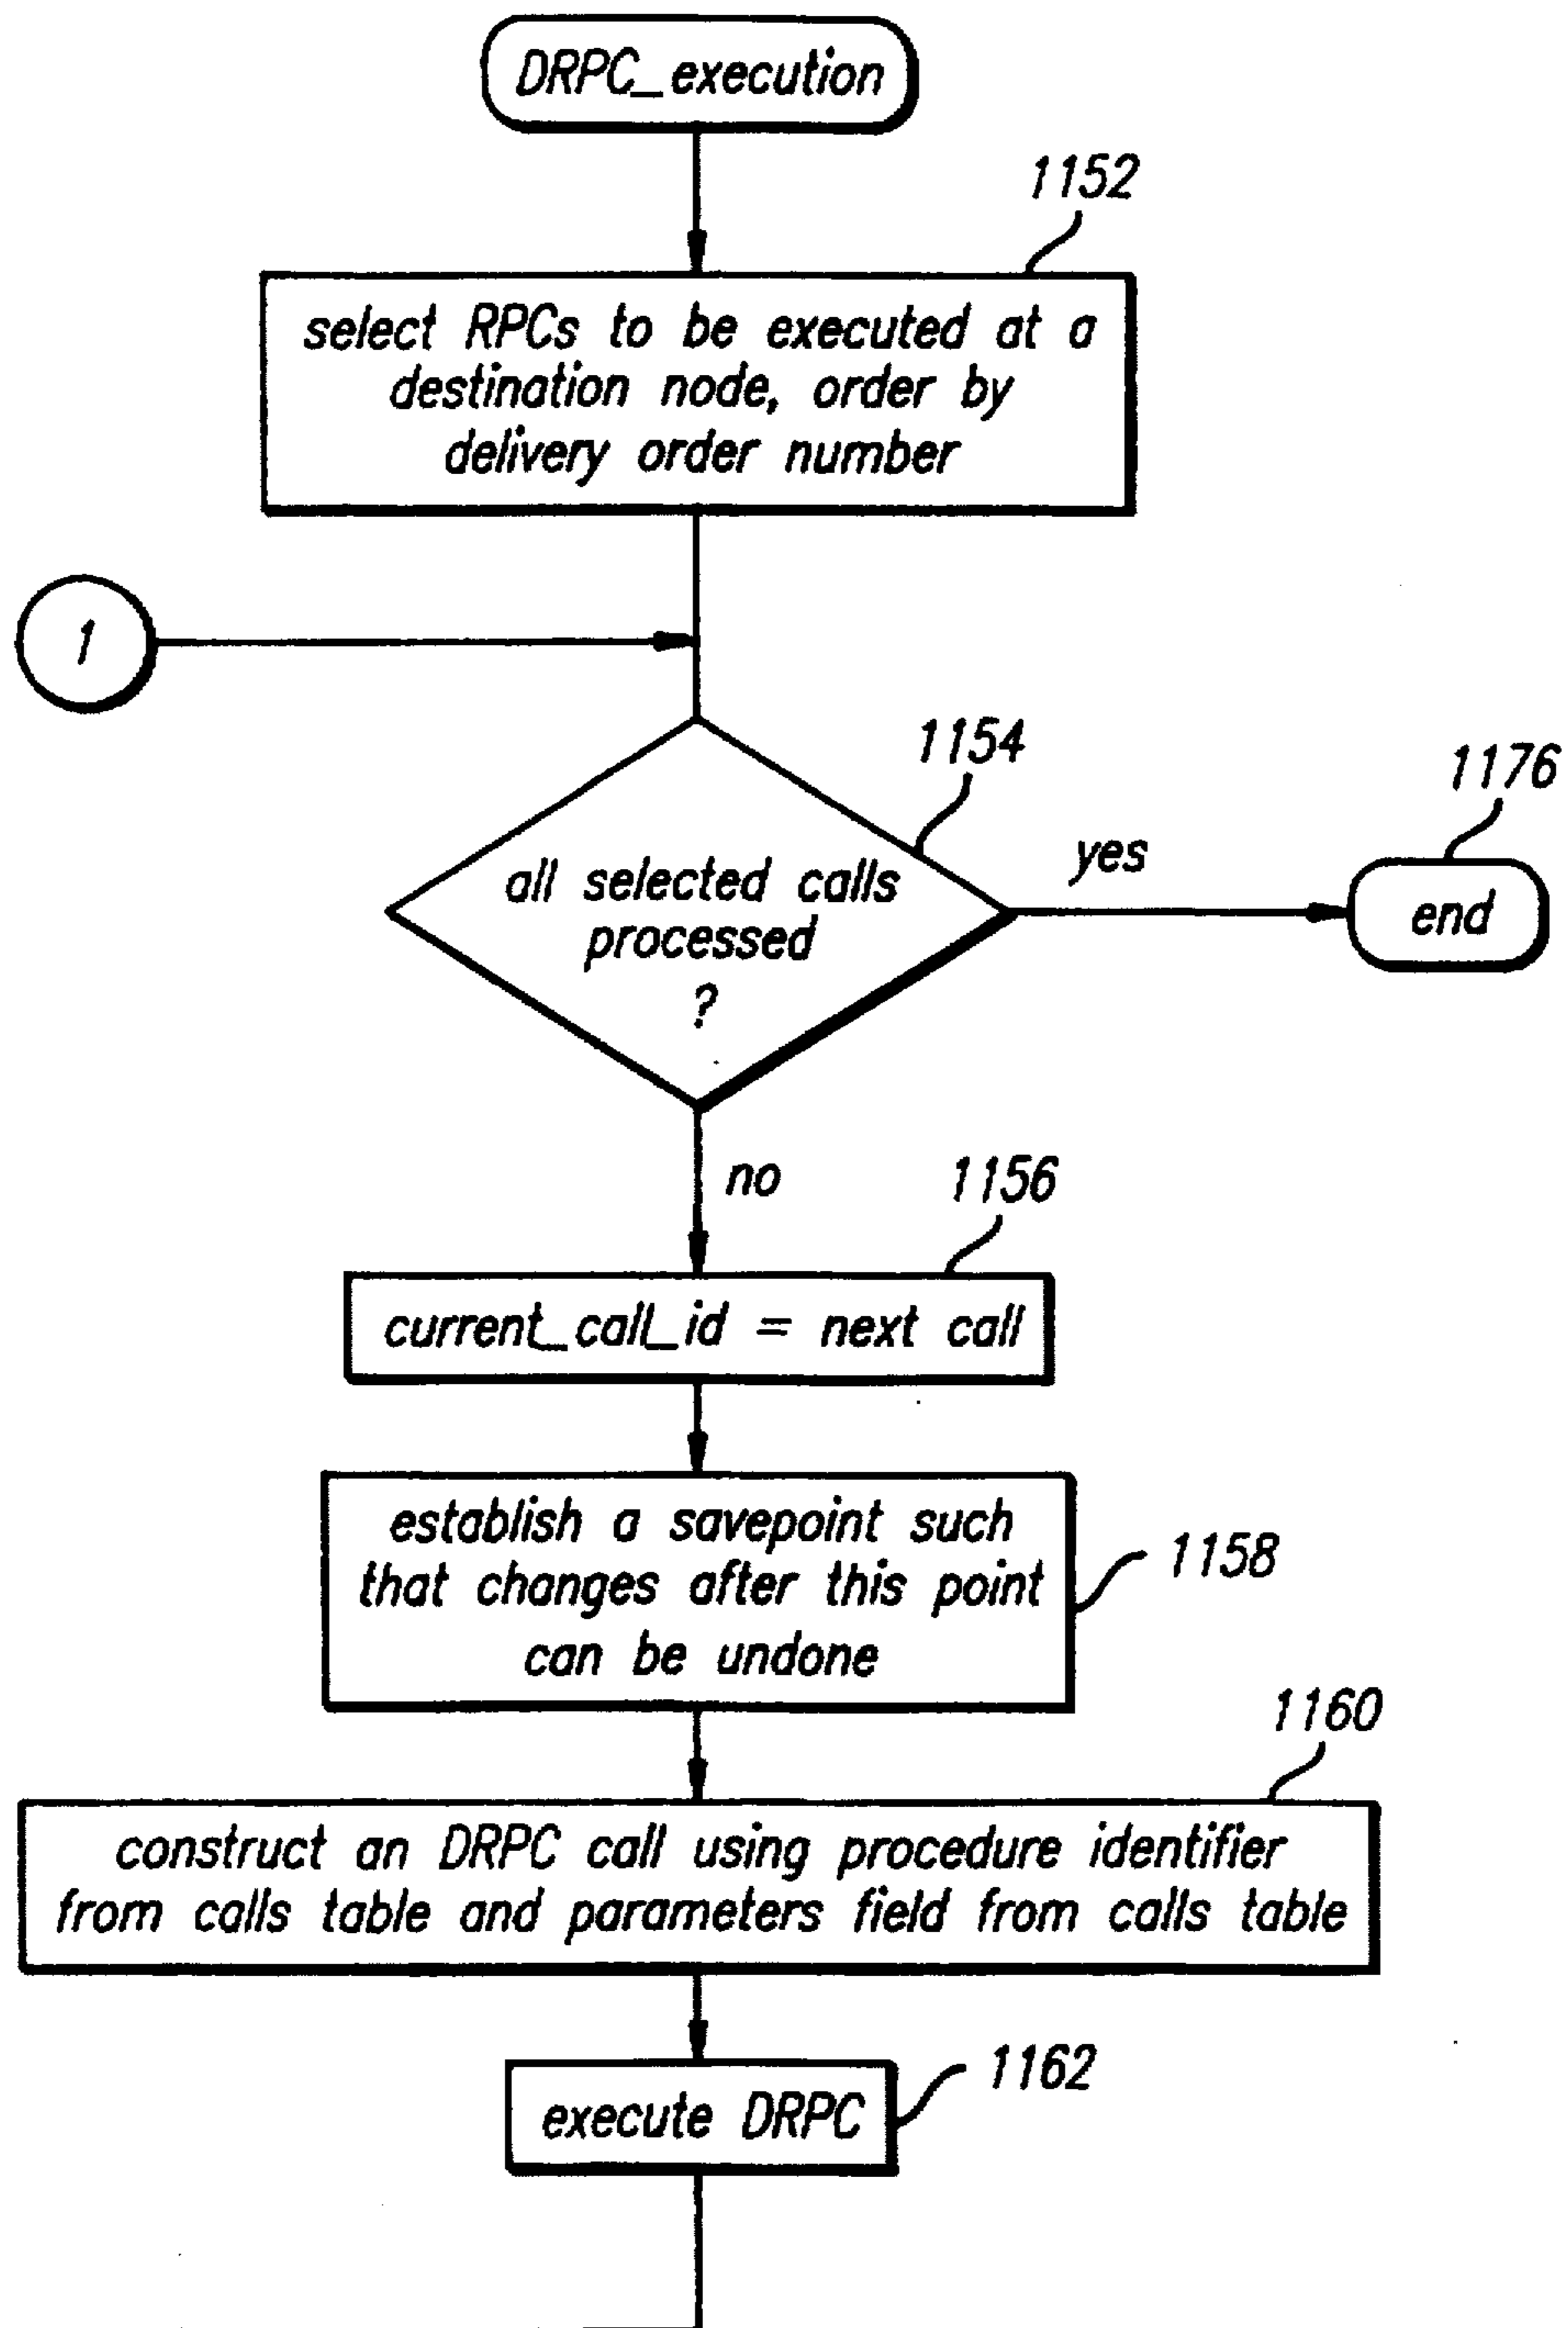 DRPC_execution
1152
select RPCs to be executed at a
destination node, order by
delivery order number
1
1154
all selected calls
processed
?
yes
1176
end
no
1156
current_call_id = next call
establish a savepoint such
that changes after this point
can be undone
1158
1160
construct an DRPC call using procedure identifier
from calls table and parameters field from calls table
execute DRPC
1162